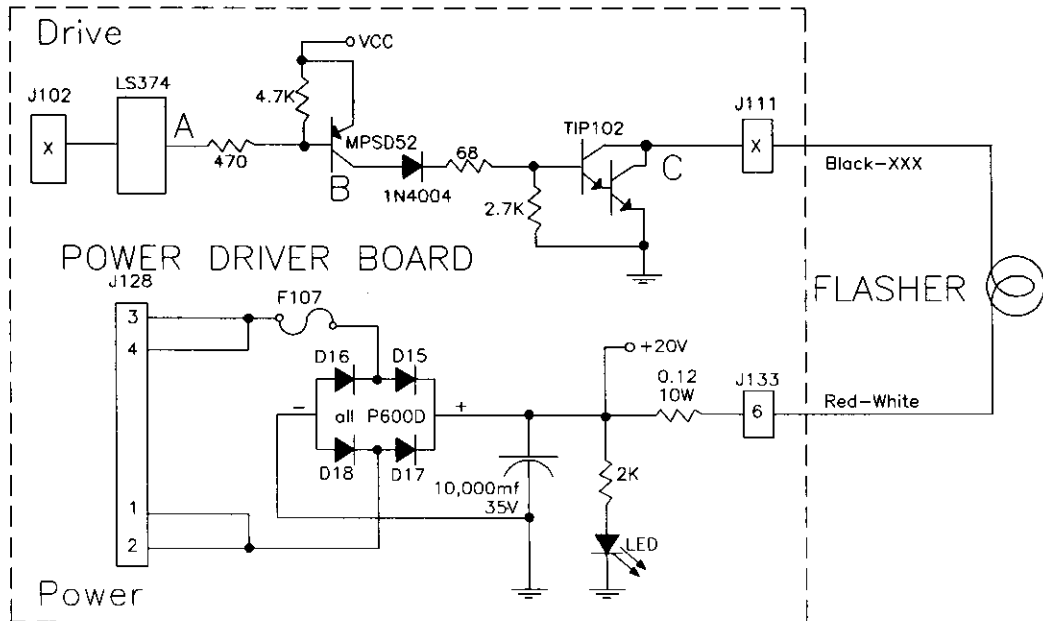 Drive
VCC
LS374
J102
4.7K
A
X
470
MPSD52
B
1N4004
68
2.7K
TIP102
C
J111
X
Black-XXX
POWER DRIVER BOARD
J128
3
4
1
2
F107
D16
D15
-
all P600D
+
D18
D17
10,000mf
35V
+20V
0.12
10W
2K
LED
J133
6
Red-White
FLASHER
Power